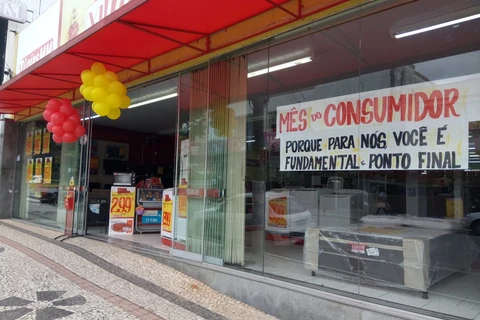 MÊS DO CONSUMIDOR
PORQUE PARA NÓS VOCÊ É
FUNDAMENTAL E PONTO FINAL
299